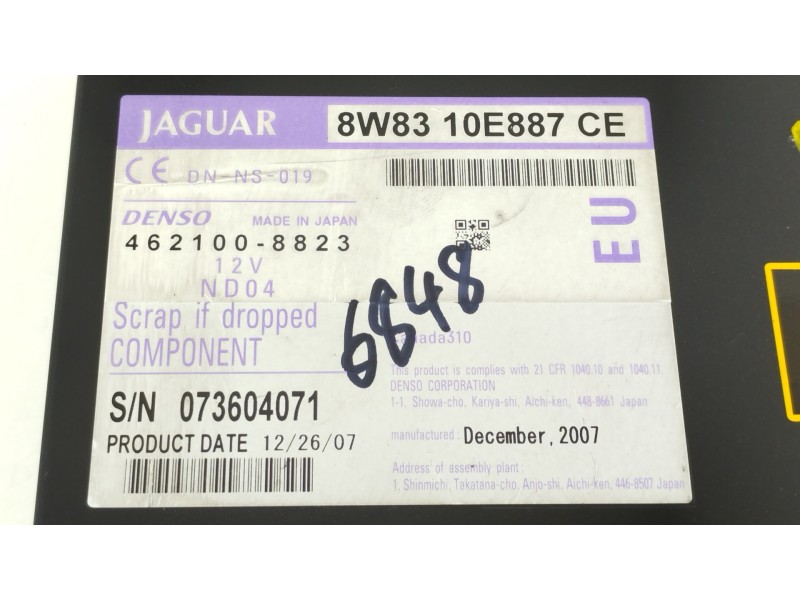 JAGUAR 8W83 10E887 CE
CE DN-NS-019
DENSO MADE IN JAPAN
462100-8823
12V
ND04
EU
6848
Scrap if dropped
COMPONENT
canada310
This product is complies with 21 CFR 1040.10 and 1040.11.
DENSO CORPORATION
1-1, Showa-cho, Kariya-shi, Aichi-ken, 448-8661 Japan
S/N 073604071
PRODUCT DATE 12/26/07
manufactured: December, 2007
Address of assembly plant:
1, Shinmichi, Takatana-cho, Anjo-shi, Aichi-ken, 446-8507 Japan